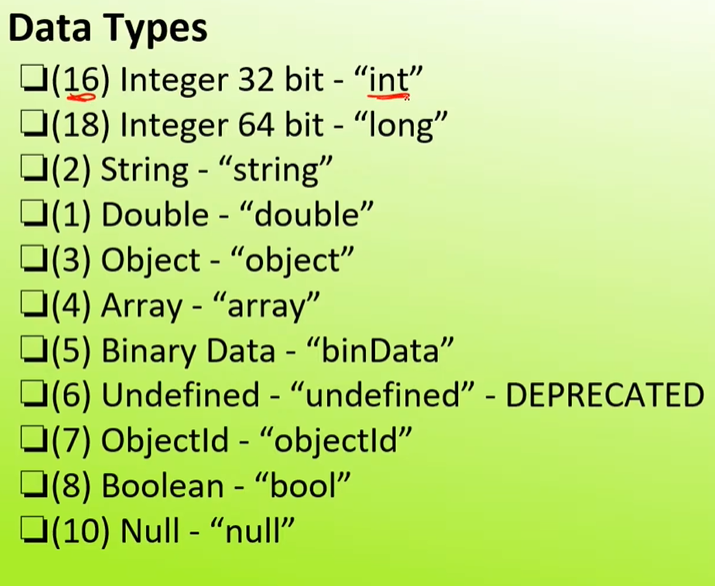 Data Types
❑(16) Integer 32 bit - “int”
❑(18) Integer 64 bit - “long”
❑(2) String - “string”
❑(1) Double - “double”
❑(3) Object - “object”
❑(4) Array - “array”
❑(5) Binary Data - “binData”
❑(6) Undefined - “undefined” - DEPRECATED
❑(7) ObjectId - “objectId”
❑(8) Boolean - “bool”
❑(10) Null - “null”